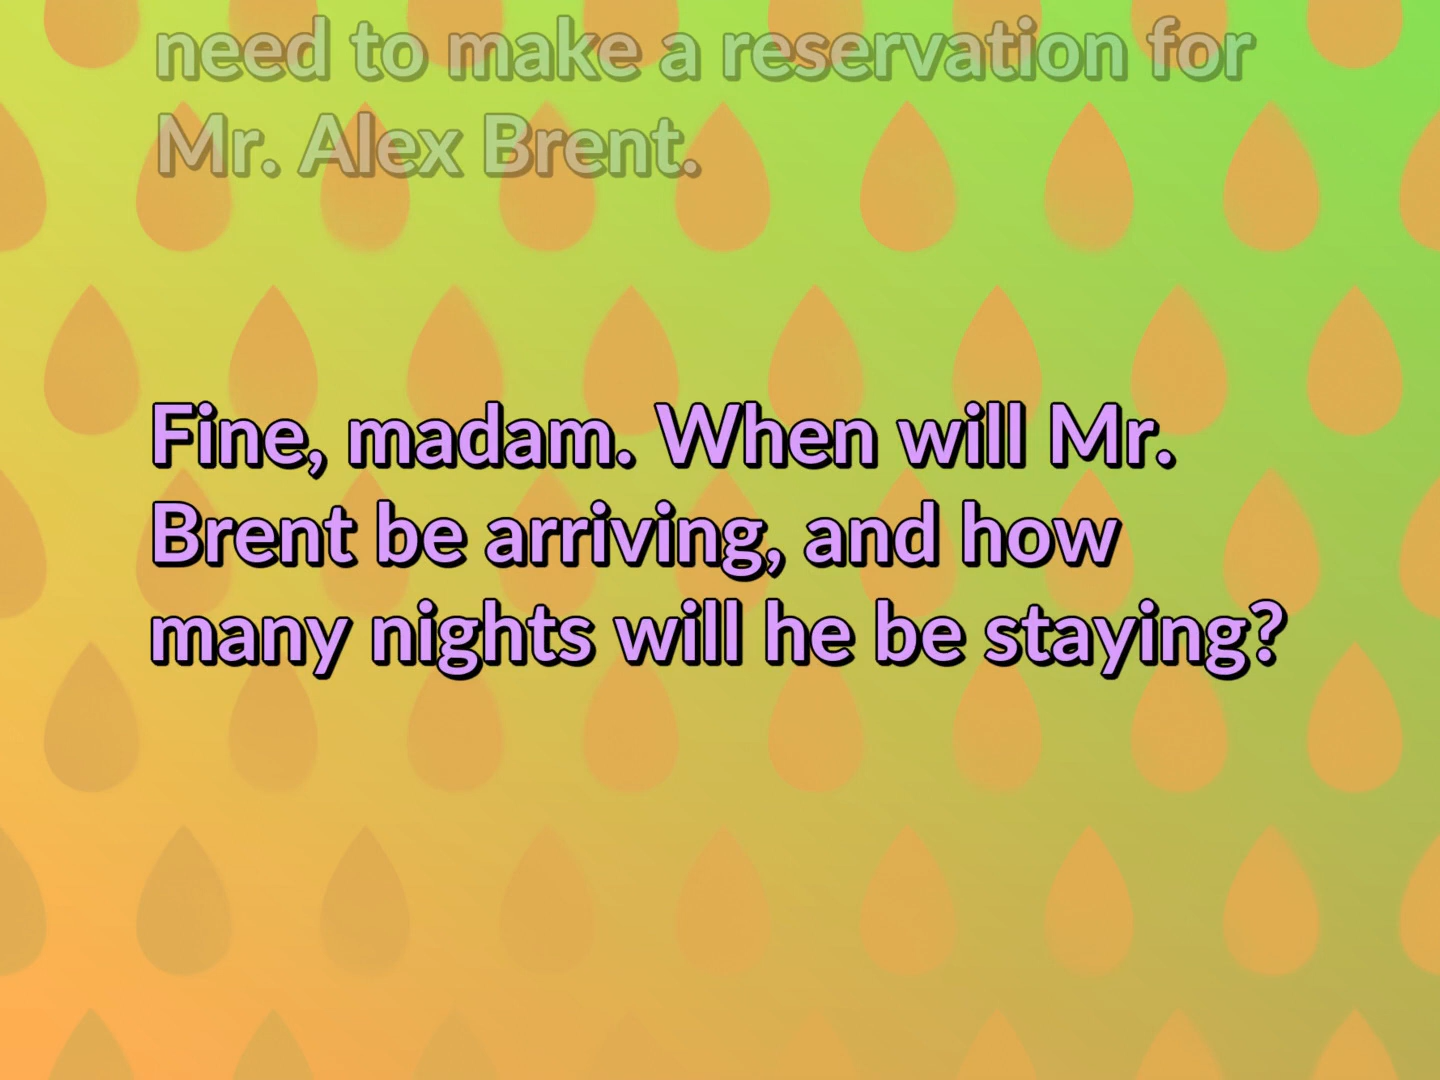 need to make a reservation for
Mr. Alex Brent.
Fine, madam. When will Mr.
Brent be arriving, and how
many nights will he be staying?